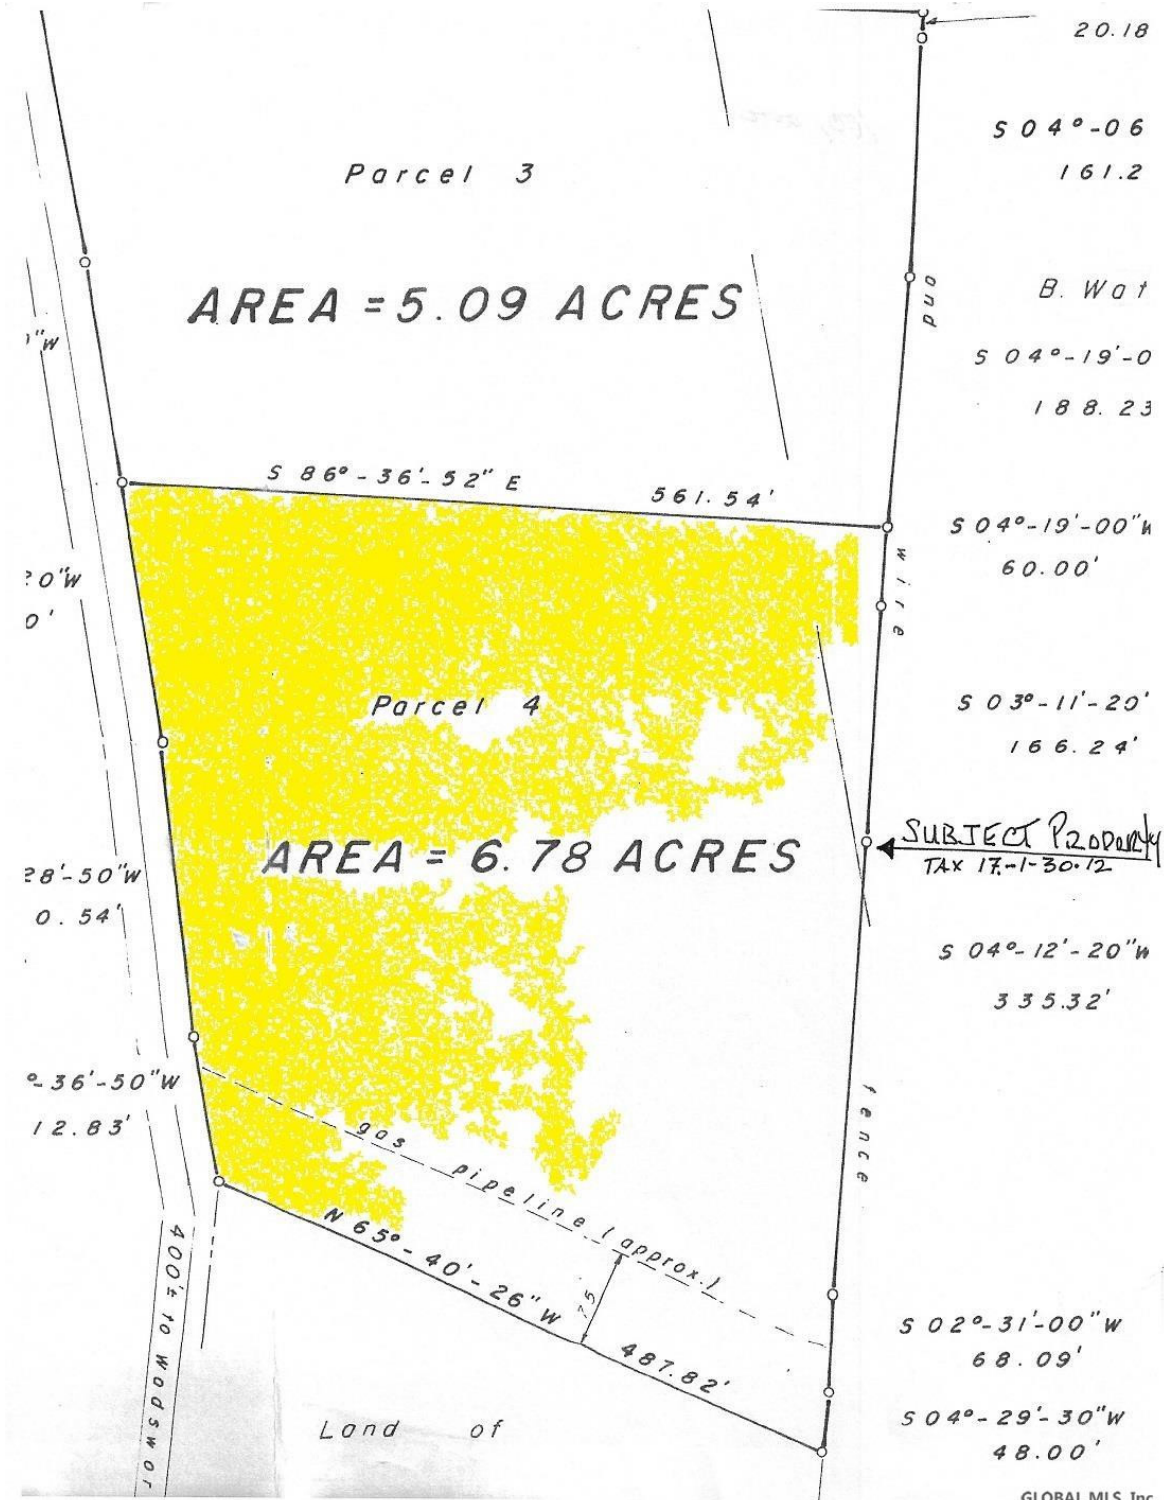 20.18
S 04°-06
161.2
Parcel 3
AREA = 5.09 ACRES
and
B. Wat
"W
S 04°-19'-0
188.23
S 86°-36'-52" E 561.54'
S 04°-19'-00"W
60.00'
wire
20"W
0'
Parcel 4
S 03°-11'-20'
166.24'
AREA = 6.78 ACRES
SUBJECT PROPERTY
TAX 17.-1-30.12
28'-50"W
0.54'
S 04°-12'-20"W
335.32'
°-36'-50"W
12.83'
fence
gas pipeline (approx.)
N 65°-40'-26"W 487.82'
75
400'± to Wadswor
S 02°-31'-00"W
68.09'
S 04°-29'-30"W
48.00'
Land of
GLOBAL MLS, Inc